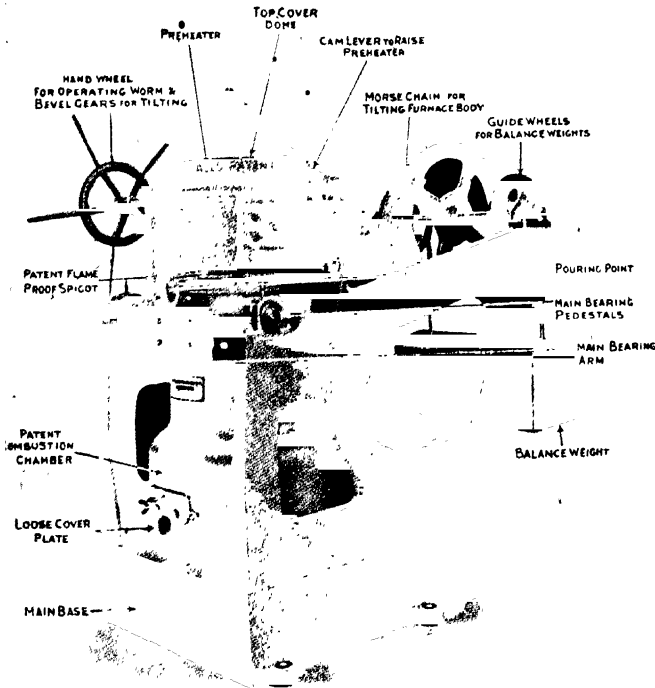 TOP COVER
DOME
PREHEATER
CAM LEVER TO RAISE
PREHEATER
HAND WHEEL
FOR OPERATING WORM &
BEVEL GEARS FOR TILTING
MORSE CHAIN FOR
TILTING FURNACE BODY
GUIDE WHEELS
FOR BALANCE WEIGHTS
PATENT FLAME
PROOF SPIGOT
POURING POINT
MAIN BEARING
PEDESTALS
MAIN BEARING
ARM
PATENT
COMBUSTION
CHAMBER
BALANCE WEIGHT
LOOSE COVER
PLATE
MAIN BASE